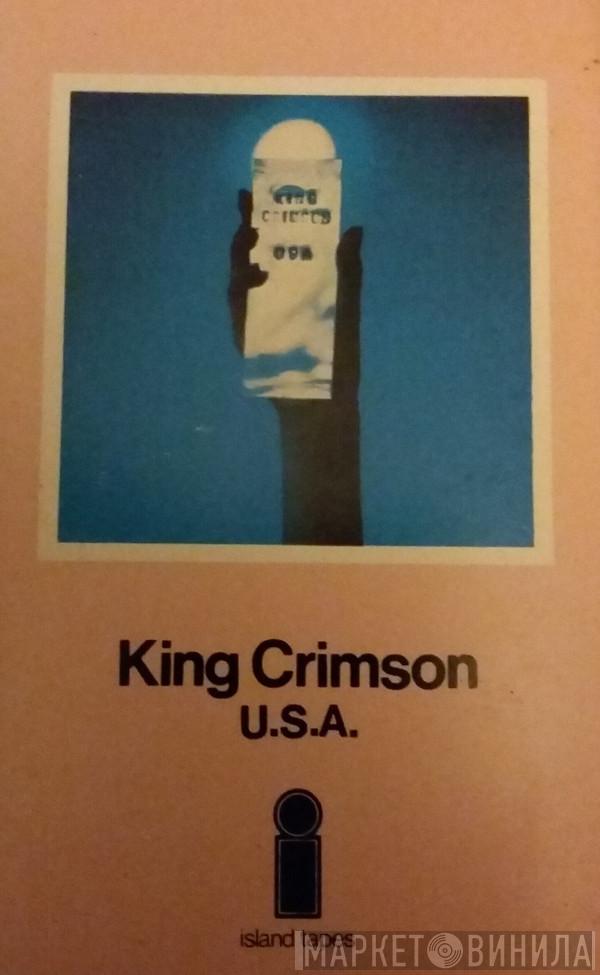 KING
CRIMSON
USA
King Crimson
U.S.A.
island tapes
МАРКЕТ ВИНИЛА